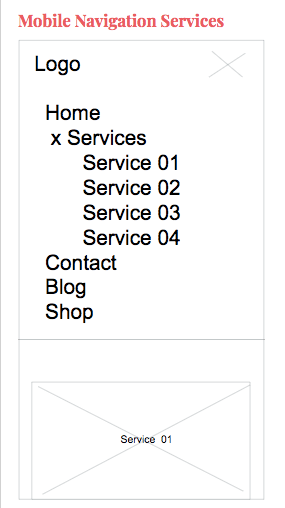 Mobile Navigation Services
Logo
Home
x Services
Service 01
Service 02
Service 03
Service 04
Contact
Blog
Shop
Service 01